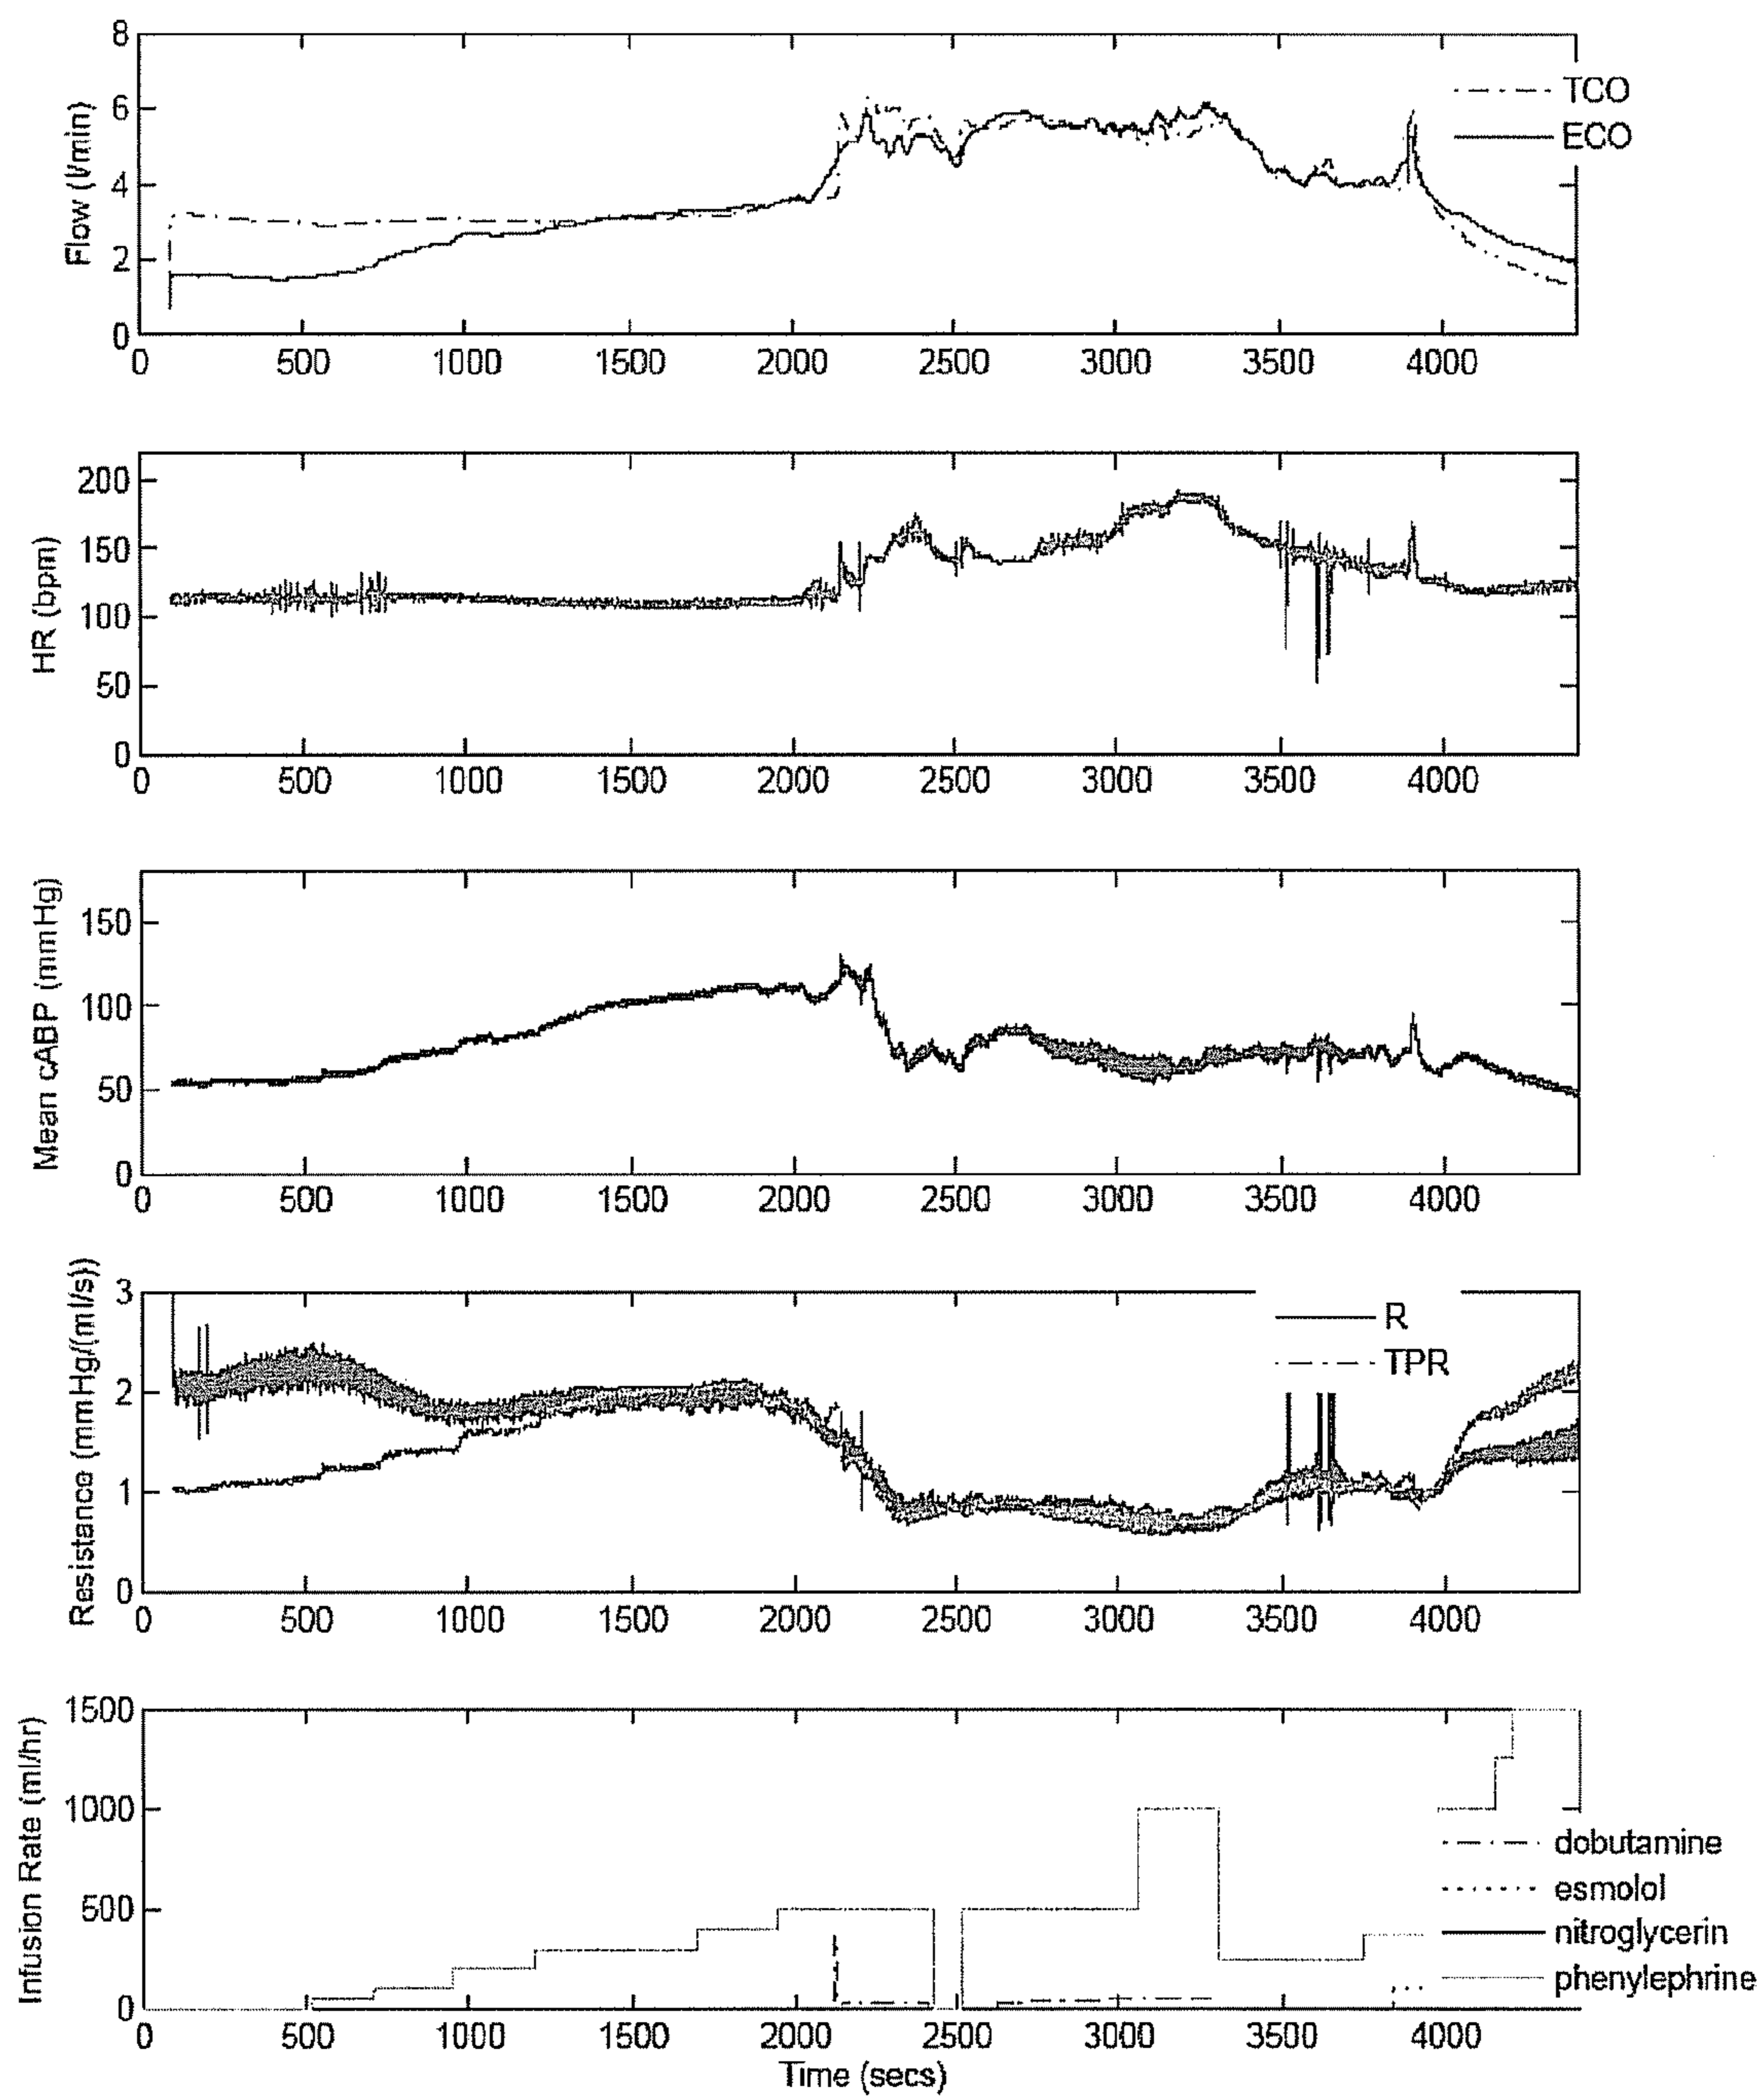 Flow (l/min)
8
6
4
2
0
TCO
ECO
0 500 1000 1500 2000 2500 3000 3500 4000
HR (bpm)
200
150
100
50
0
0 500 1000 1500 2000 2500 3000 3500 4000
Mean cABP (mmHg)
150
100
50
0
0 500 1000 1500 2000 2500 3000 3500 4000
Resistance (mmHg/(ml/s))
3
2
1
0
R
TPR
0 500 1000 1500 2000 2500 3000 3500 4000
Infusion Rate (ml/hr)
1500
1000
500
0
dobutamine
esmolol
nitroglycerin
phenylephrine
0 500 1000 1500 2000 2500 3000 3500 4000
Time (secs)